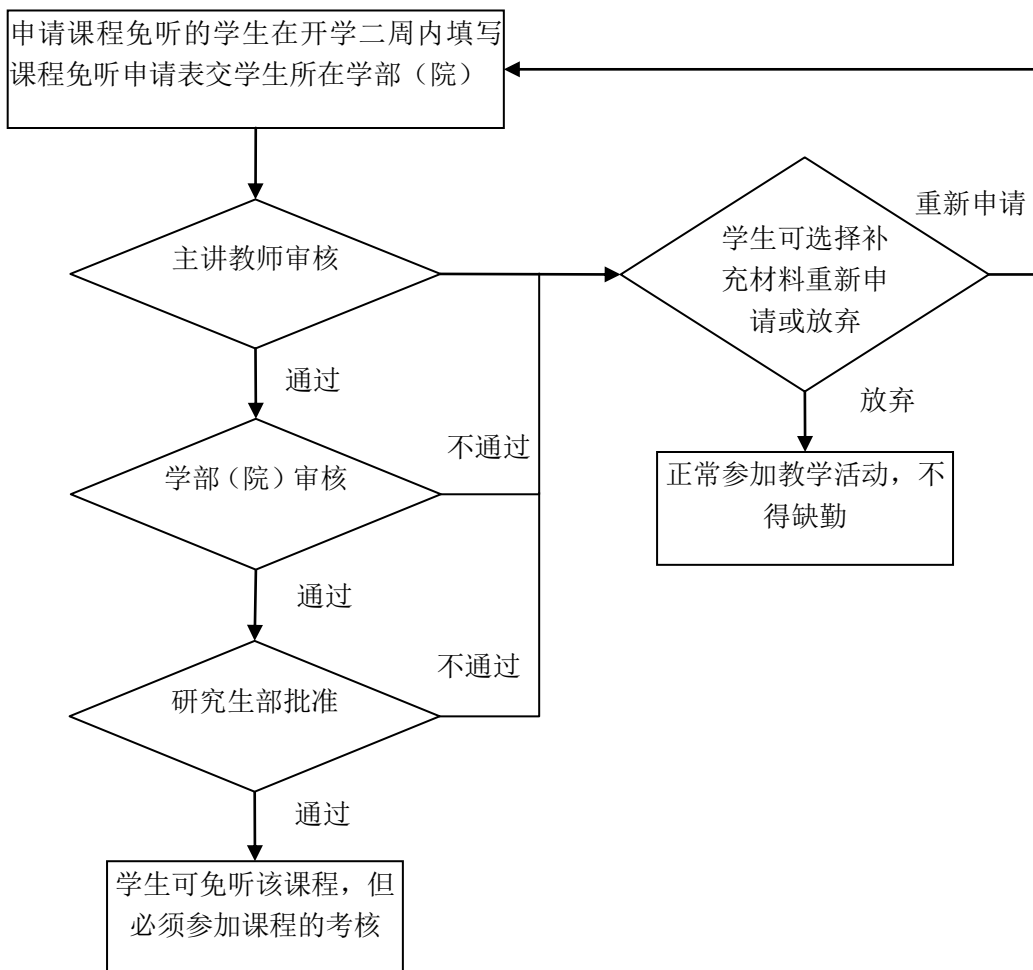 申请课程免听的学生在开学二周内填写
课程免听申请表交学生所在学部（院）
主讲教师审核
重新申请
学生可选择补
充材料重新申
请或放弃
通过
放弃
不通过
学部（院）审核
正常参加教学活动，不
得缺勤
通过
不通过
研究生部批准
通过
学生可免听该课程，但
必须参加课程的考核